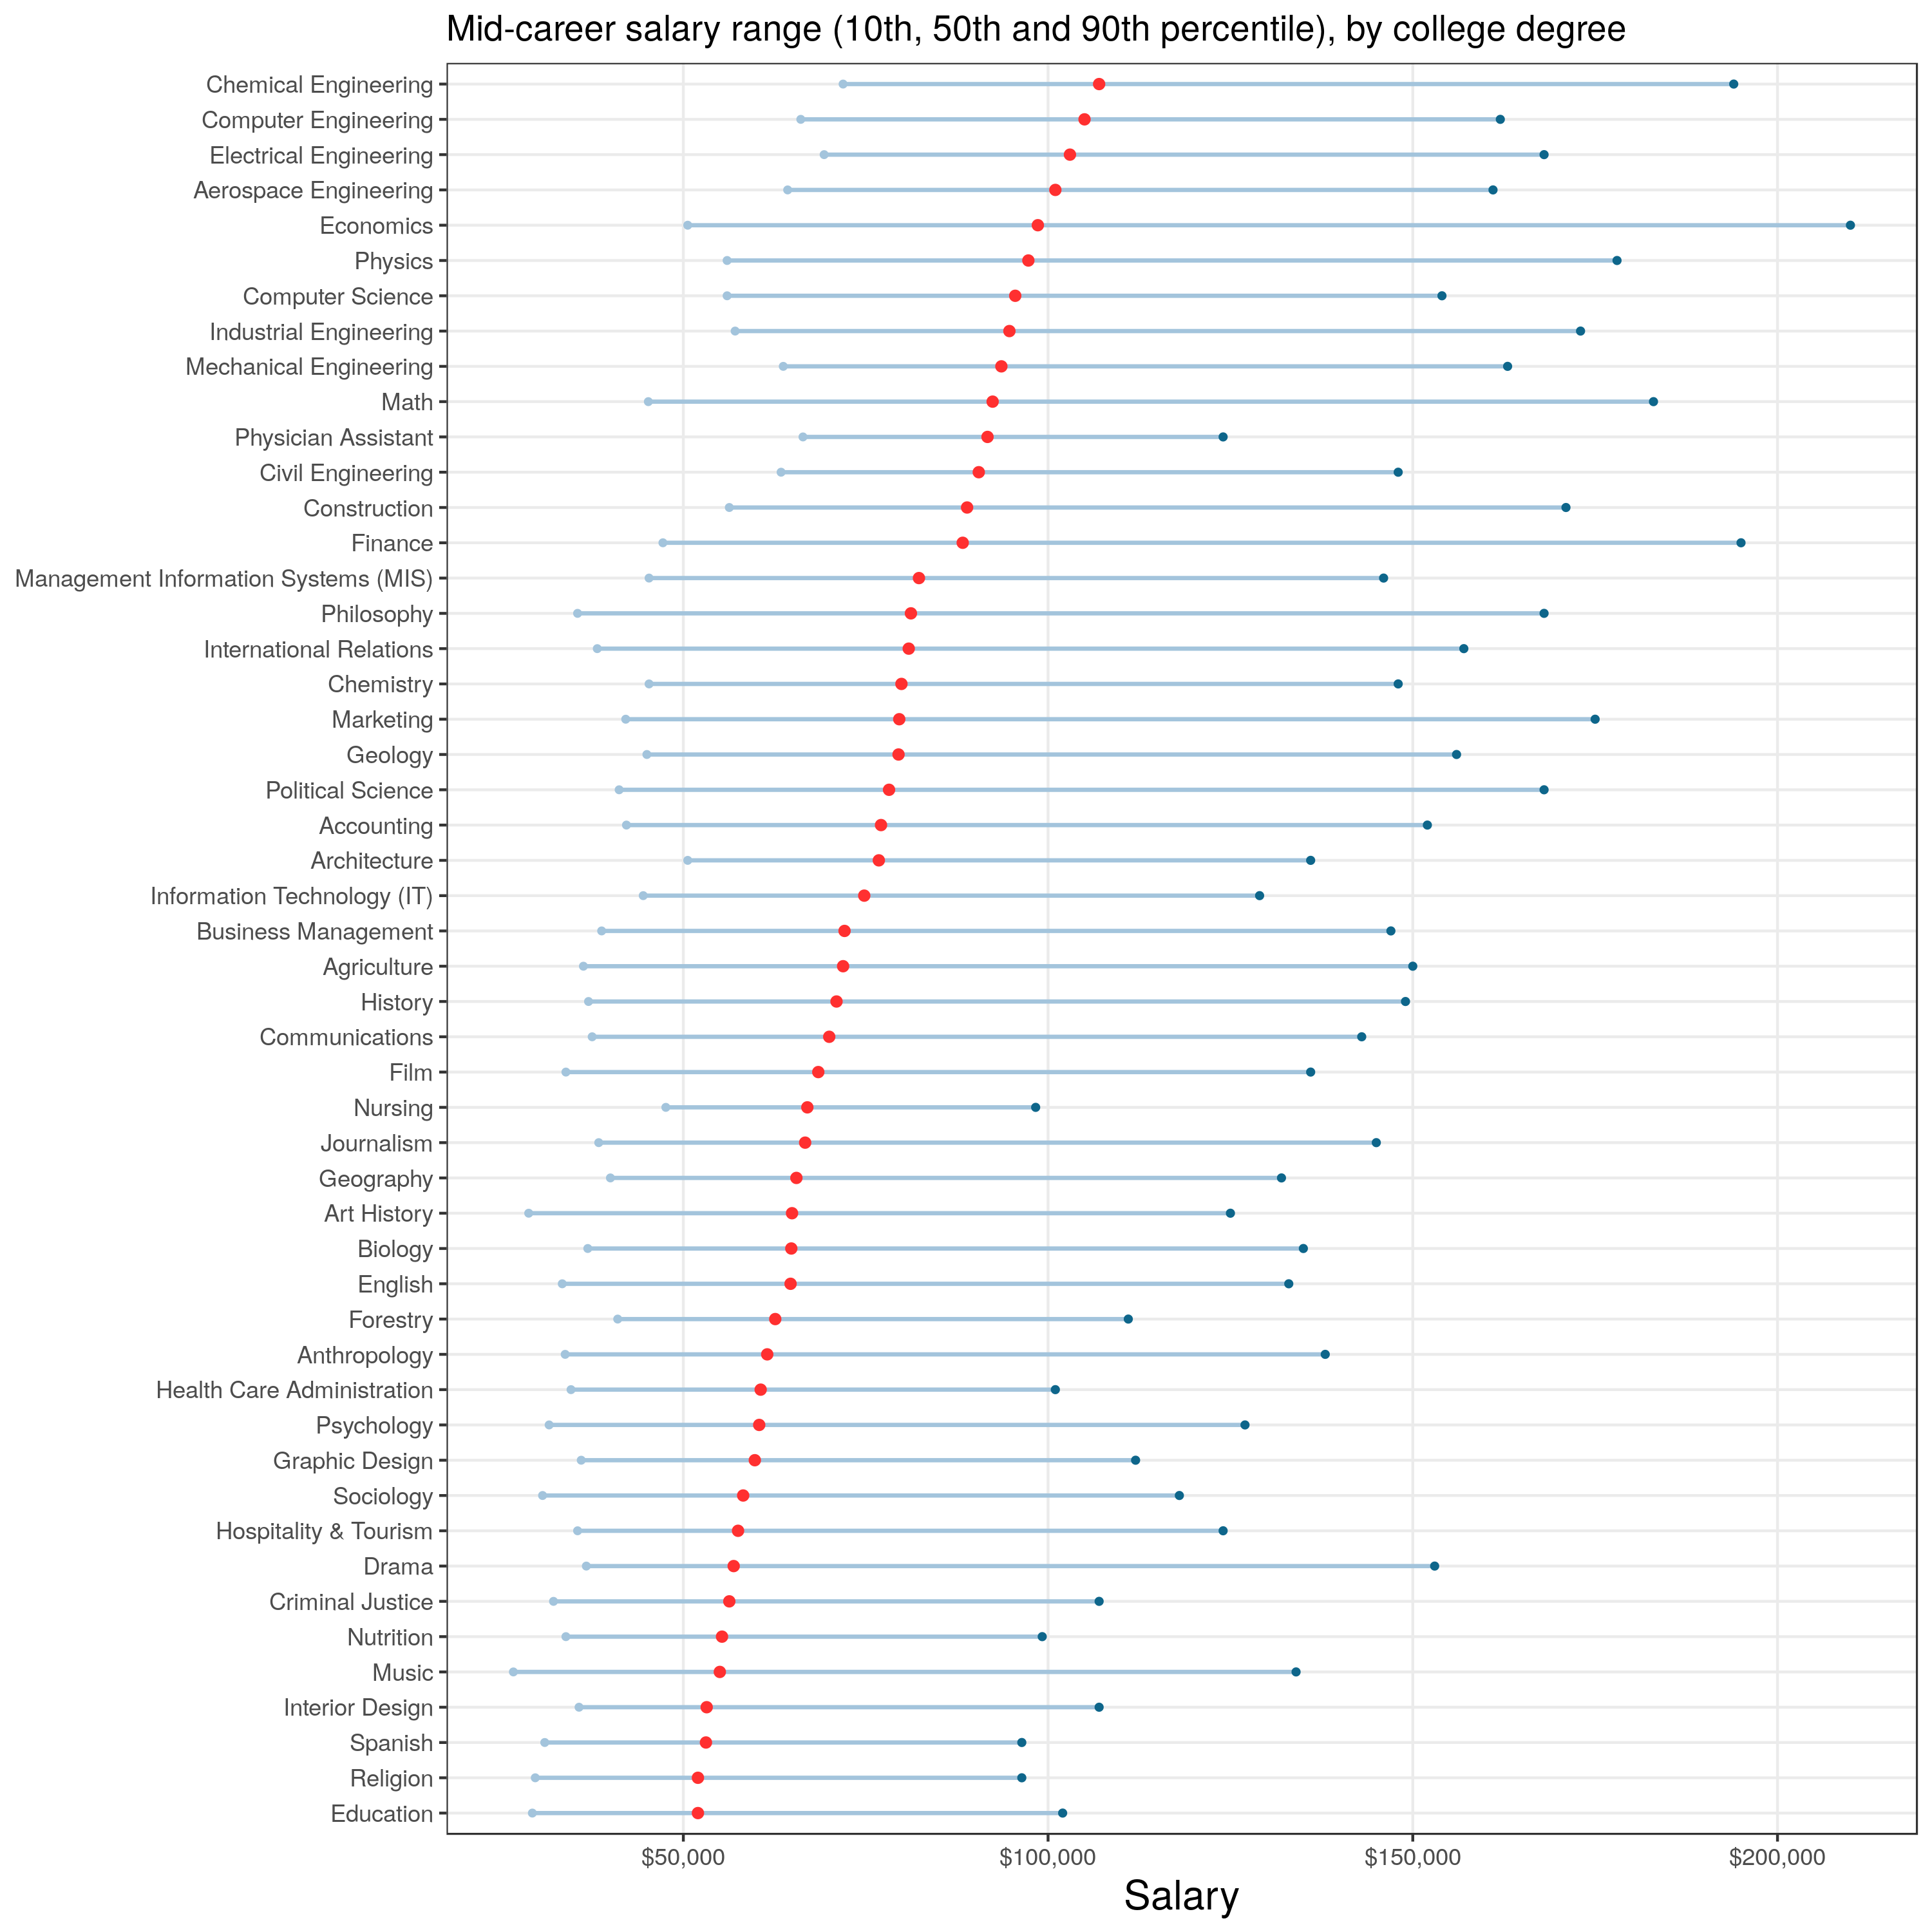 Mid-career salary range (10th, 50th and 90th percentile), by college degree
Chemical Engineering
Computer Engineering
Electrical Engineering
Aerospace Engineering
Economics
Physics
Computer Science
Industrial Engineering
Mechanical Engineering
Math
Physician Assistant
Civil Engineering
Construction
Finance
Management Information Systems (MIS)
Philosophy
International Relations
Chemistry
Marketing
Geology
Political Science
Accounting
Architecture
Information Technology (IT)
Business Management
Agriculture
History
Communications
Film
Nursing
Journalism
Geography
Art History
Biology
English
Forestry
Anthropology
Health Care Administration
Psychology
Graphic Design
Sociology
Hospitality & Tourism
Drama
Criminal Justice
Nutrition
Music
Interior Design
Spanish
Religion
Education
$50,000 $100,000 $150,000 $200,000
Salary